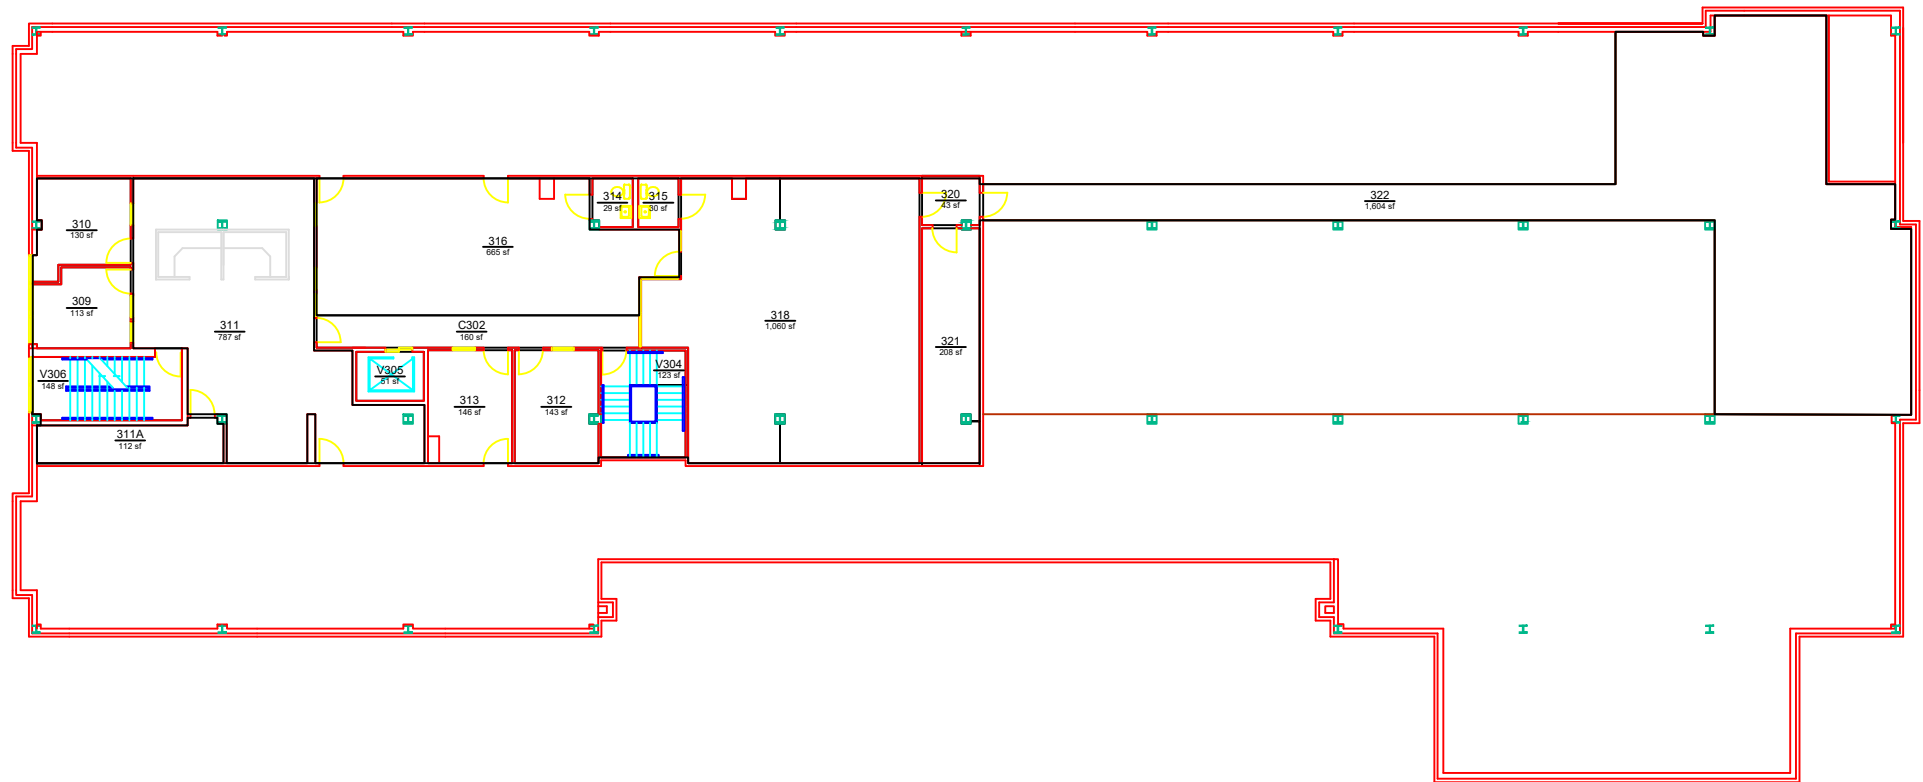 314
29 sf
315
30 sf
320
43 sf
322
1,604 sf
310
130 sf
316
665 sf
309
113 sf
311
787 sf
C302
160 sf
318
1,060 sf
321
208 sf
V306
148 sf
V305
51 sf
V304
123 sf
313
146 sf
312
143 sf
311A
112 sf